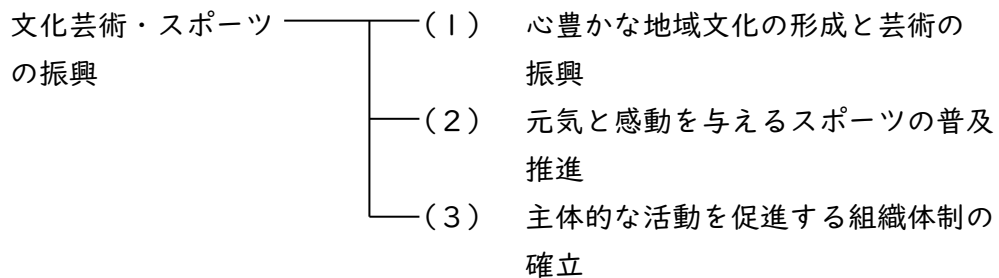 文化芸術・スポーツ
の振興
(1) 心豊かな地域文化の形成と芸術の
振興
(2) 元気と感動を与えるスポーツの普及
推進
(3) 主体的な活動を促進する組織体制の
確立